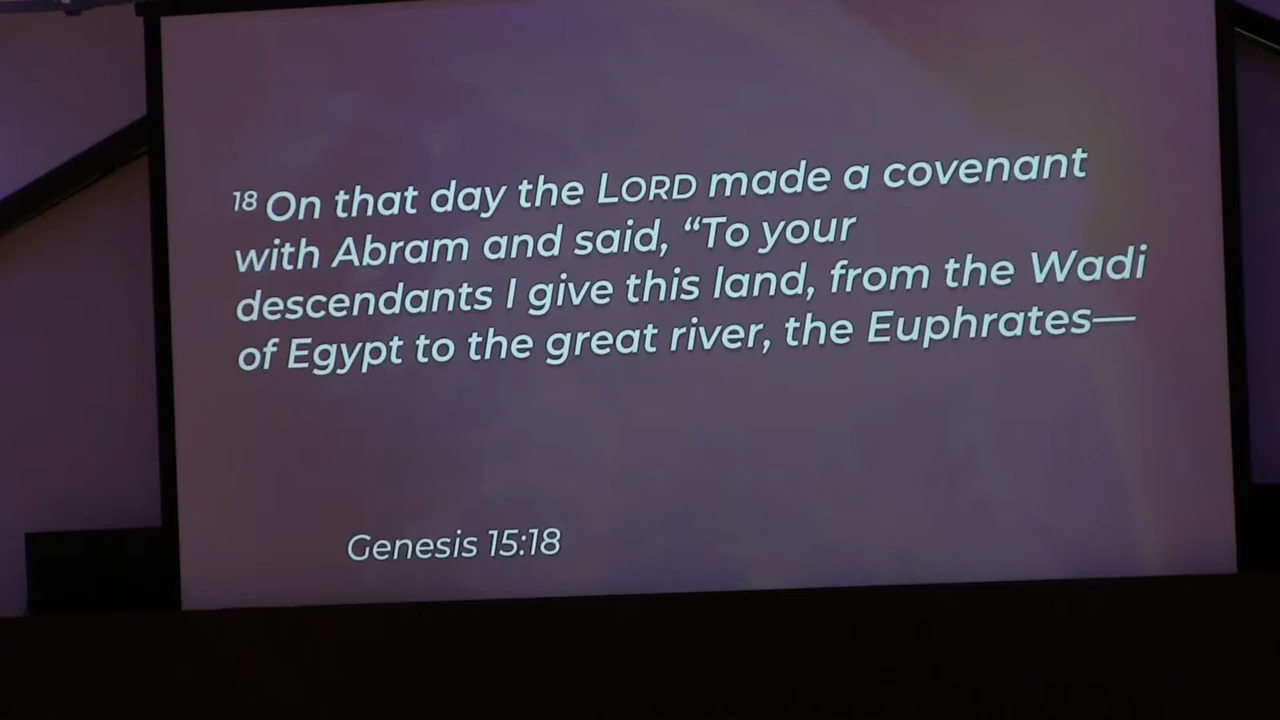 18 On that day the LORD made a covenant
with Abram and said, “To your
descendants I give this land, from the Wadi
of Egypt to the great river, the Euphrates—
Genesis 15:18